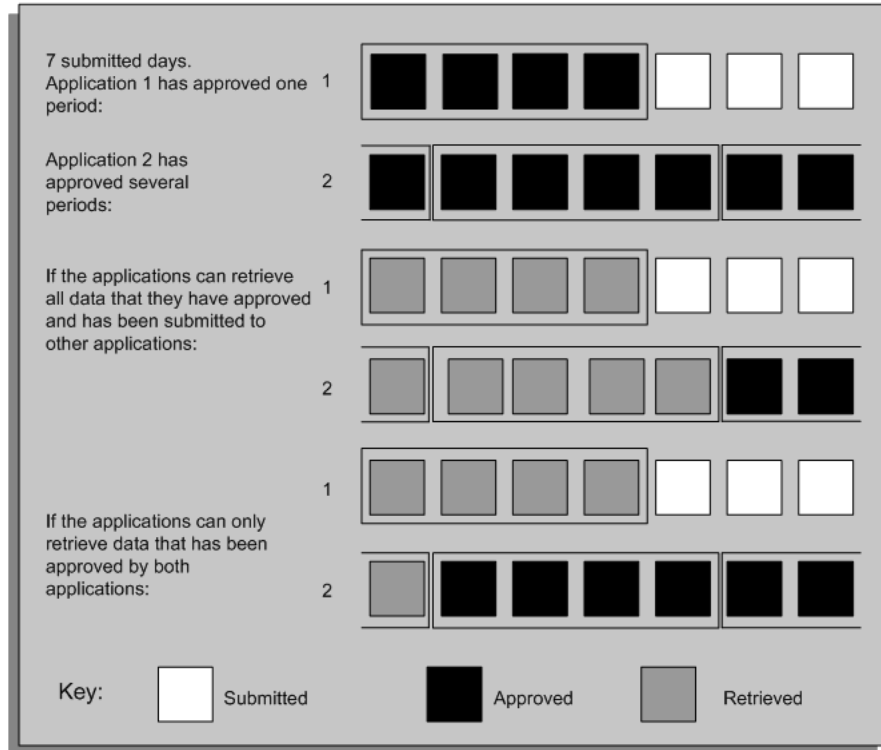 7 submitted days.
Application 1 has approved one
period:
1
Application 2 has
approved several
periods:
2
If the applications can retrieve
all data that they have approved
and has been submitted to
other applications:
1
2
1
If the applications can only
retrieve data that has been
approved by both
applications:
2
Key:
Submitted
Approved
Retrieved